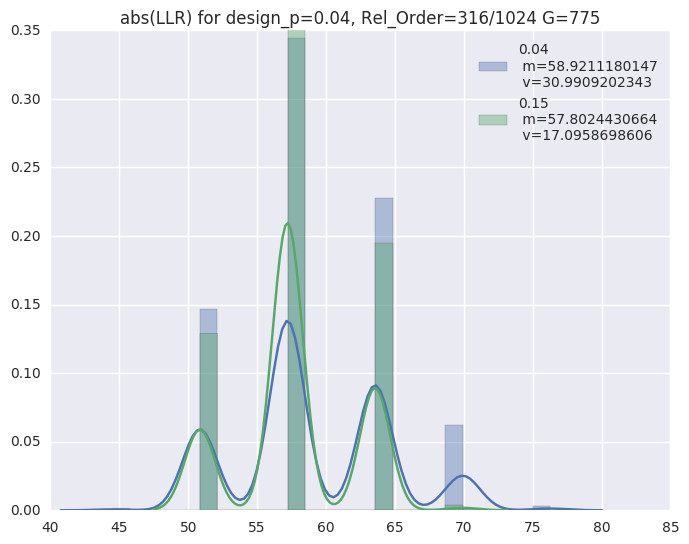 abs(LLR) for design_p=0.04, Rel_Order=316/1024 G=775
0.04
m=58.9211180147
v=30.9909202343
0.15
m=57.8024430664
v=17.0958698606
0.35
0.30
0.25
0.20
0.15
0.10
0.05
0.00
40 45 50 55 60 65 70 75 80 85